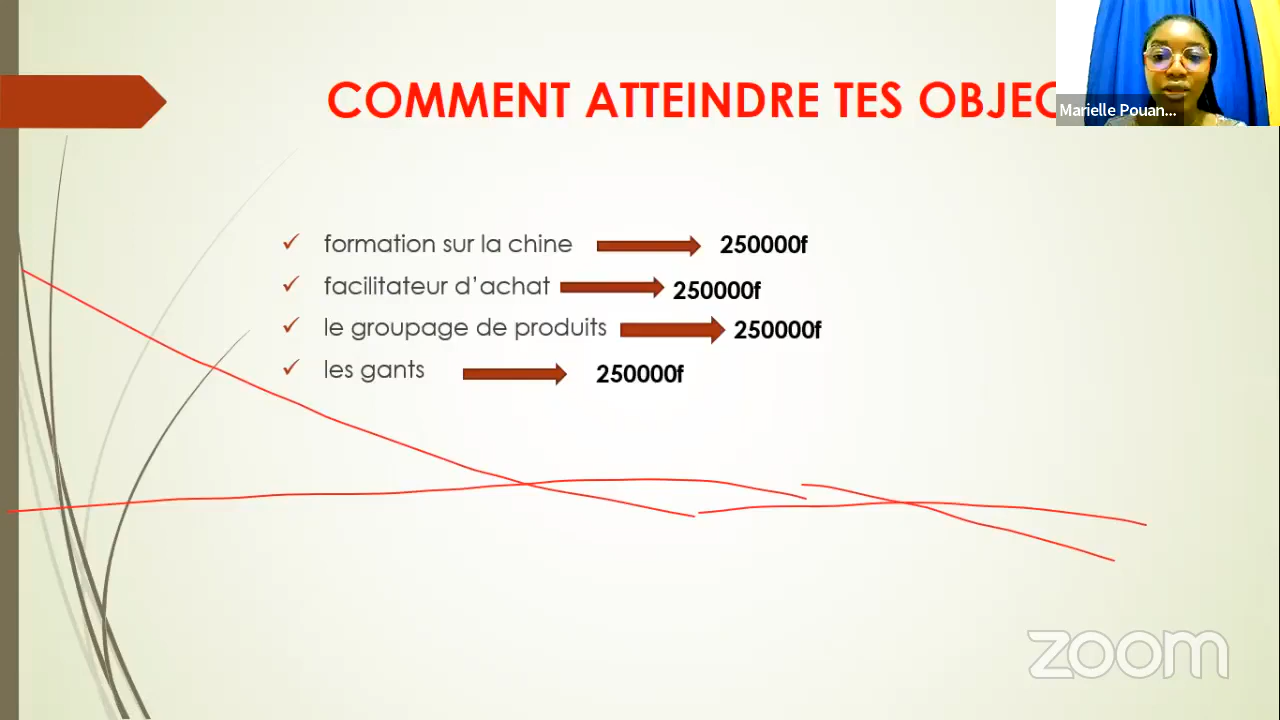 COMMENT ATTEINDRE TES OBJEC
Marielle Pouan...
✓ formation sur la chine 250000f
✓ facilitateur d'achat 250000f
✓ le groupage de produits 250000f
✓ les gants 250000f
zoom